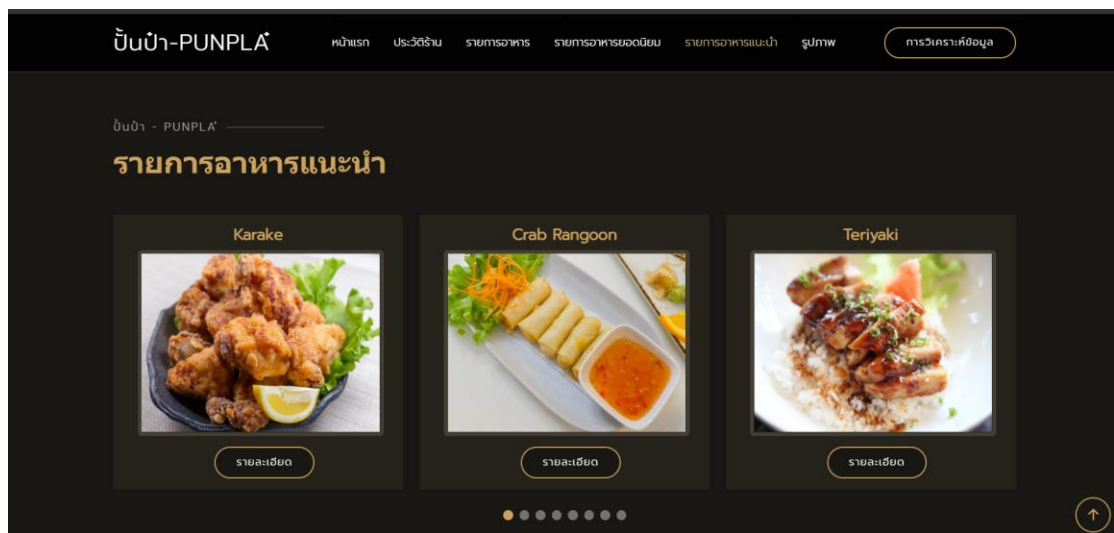 ปั้นป๋า-PUNPLA๋
หน้าแรก ประวัติร้าน รายการอาหาร รายการอาหารยอดนิยม รายการอาหารแนะนำ รูปภาพ การวิเคราะห์ข้อมูล
ปั้นป๋า - PUNPLA๋
รายการอาหารแนะนำ
Karake Crab Rangoon Teriyaki
รายละเอียด รายละเอียด รายละเอียด